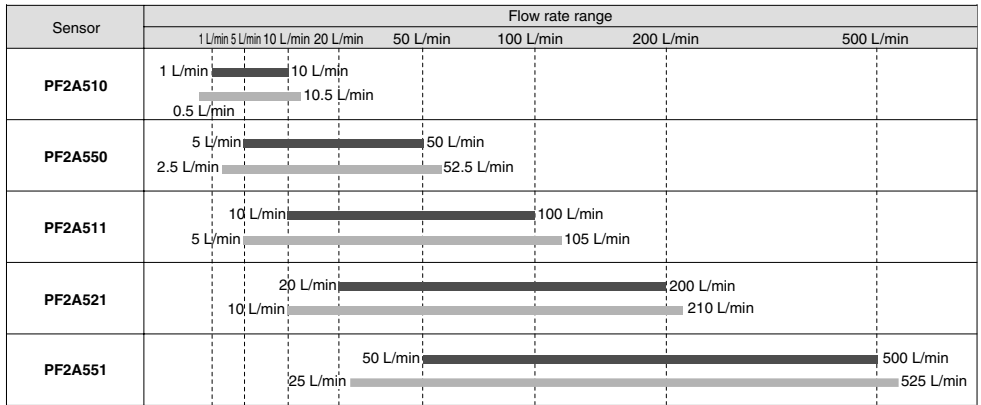 Sensor
Flow rate range
1 L/min 5 L/min 10 L/min 20 L/min 50 L/min 100 L/min 200 L/min 500 L/min
PF2A510
1 L/min 10 L/min
0.5 L/min 10.5 L/min
PF2A550
5 L/min 50 L/min
2.5 L/min 52.5 L/min
PF2A511
10 L/min 100 L/min
5 L/min 105 L/min
PF2A521
20 L/min 200 L/min
10 L/min 210 L/min
PF2A551
50 L/min 500 L/min
25 L/min 525 L/min